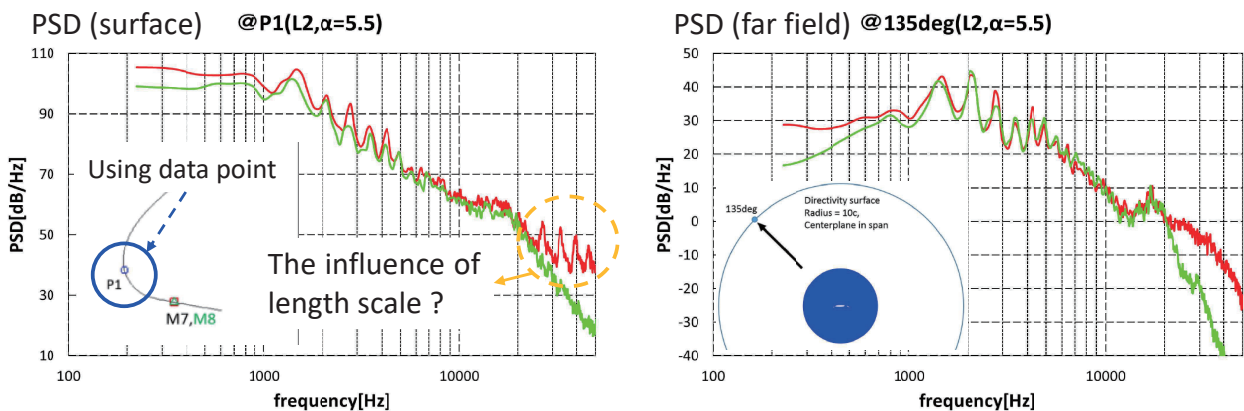 PSD (surface) @P1(L2,α=5.5)
110
90
70
50
30
10
PSD[dB/Hz]
Using data point
P1
M7,M8
The influence of
length scale ?
100 1000 10000
frequency[Hz]
PSD (far field) @135deg(L2,α=5.5)
50
40
30
20
10
0
-10
-20
-30
-40
PSD[dB/Hz]
135deg
Directivity surface
Radius = 10c,
Centerplane in span
100 1000 10000
frequency[Hz]